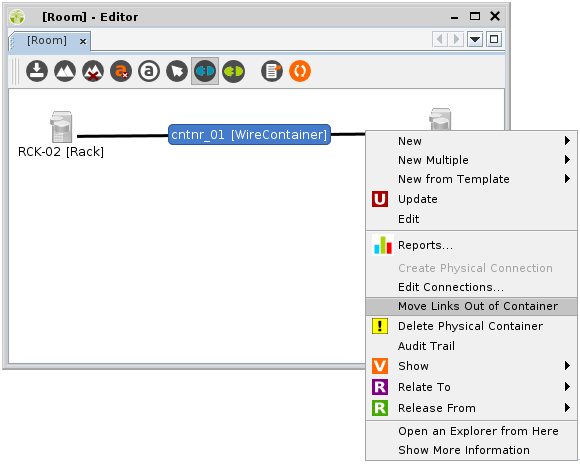 [Room] - Editor
[Room] x
a a
cntnr_01 [WireContainer]
RCK-02 [Rack]
New
New Multiple
New from Template
U Update
Edit
Reports...
Create Physical Connection
Edit Connections...
Move Links Out of Container
! Delete Physical Container
Audit Trail
V Show
R Relate To
R Release From
Open an Explorer from Here
Show More Information